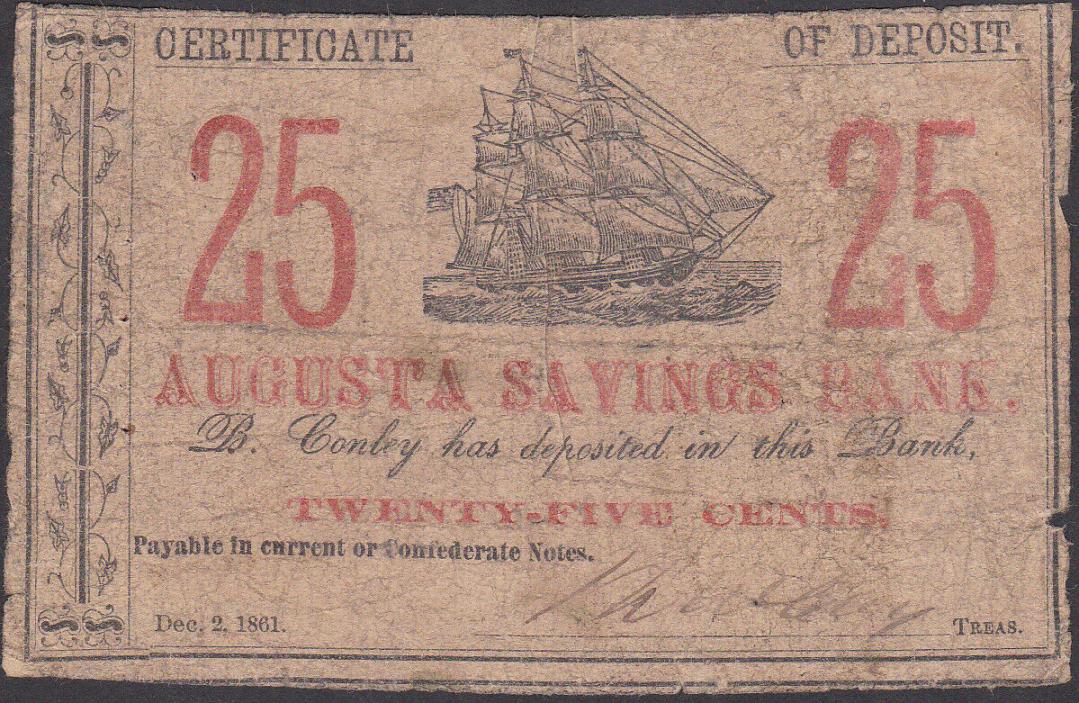 CERTIFICATE OF DEPOSIT.
25 25
AUGUSTA SAVINGS BANK.
B. Conley has deposited in this Bank,
TWENTY-FIVE CENTS.
Payable in current or Confederate Notes.
Dec. 2, 1861. TREAS.